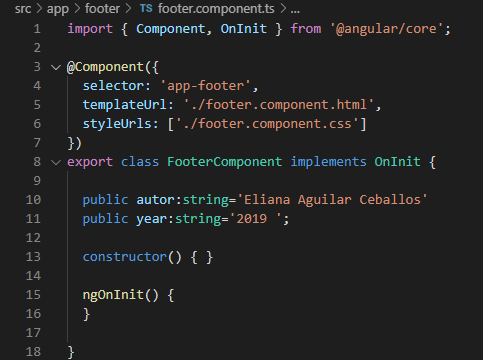 src > app > footer > TS footer.component.ts > ...
1 import { Component, OnInit } from '@angular/core';
2
3 @Component({
4 selector: 'app-footer',
5 templateUrl: './footer.component.html',
6 styleUrls: ['./footer.component.css']
7 })
8 export class FooterComponent implements OnInit {
9
10 public autor:string='Eliana Aguilar Ceballos'
11 public year:string='2019 ';
12
13 constructor() { }
14
15 ngOnInit() {
16 }
17
18 }